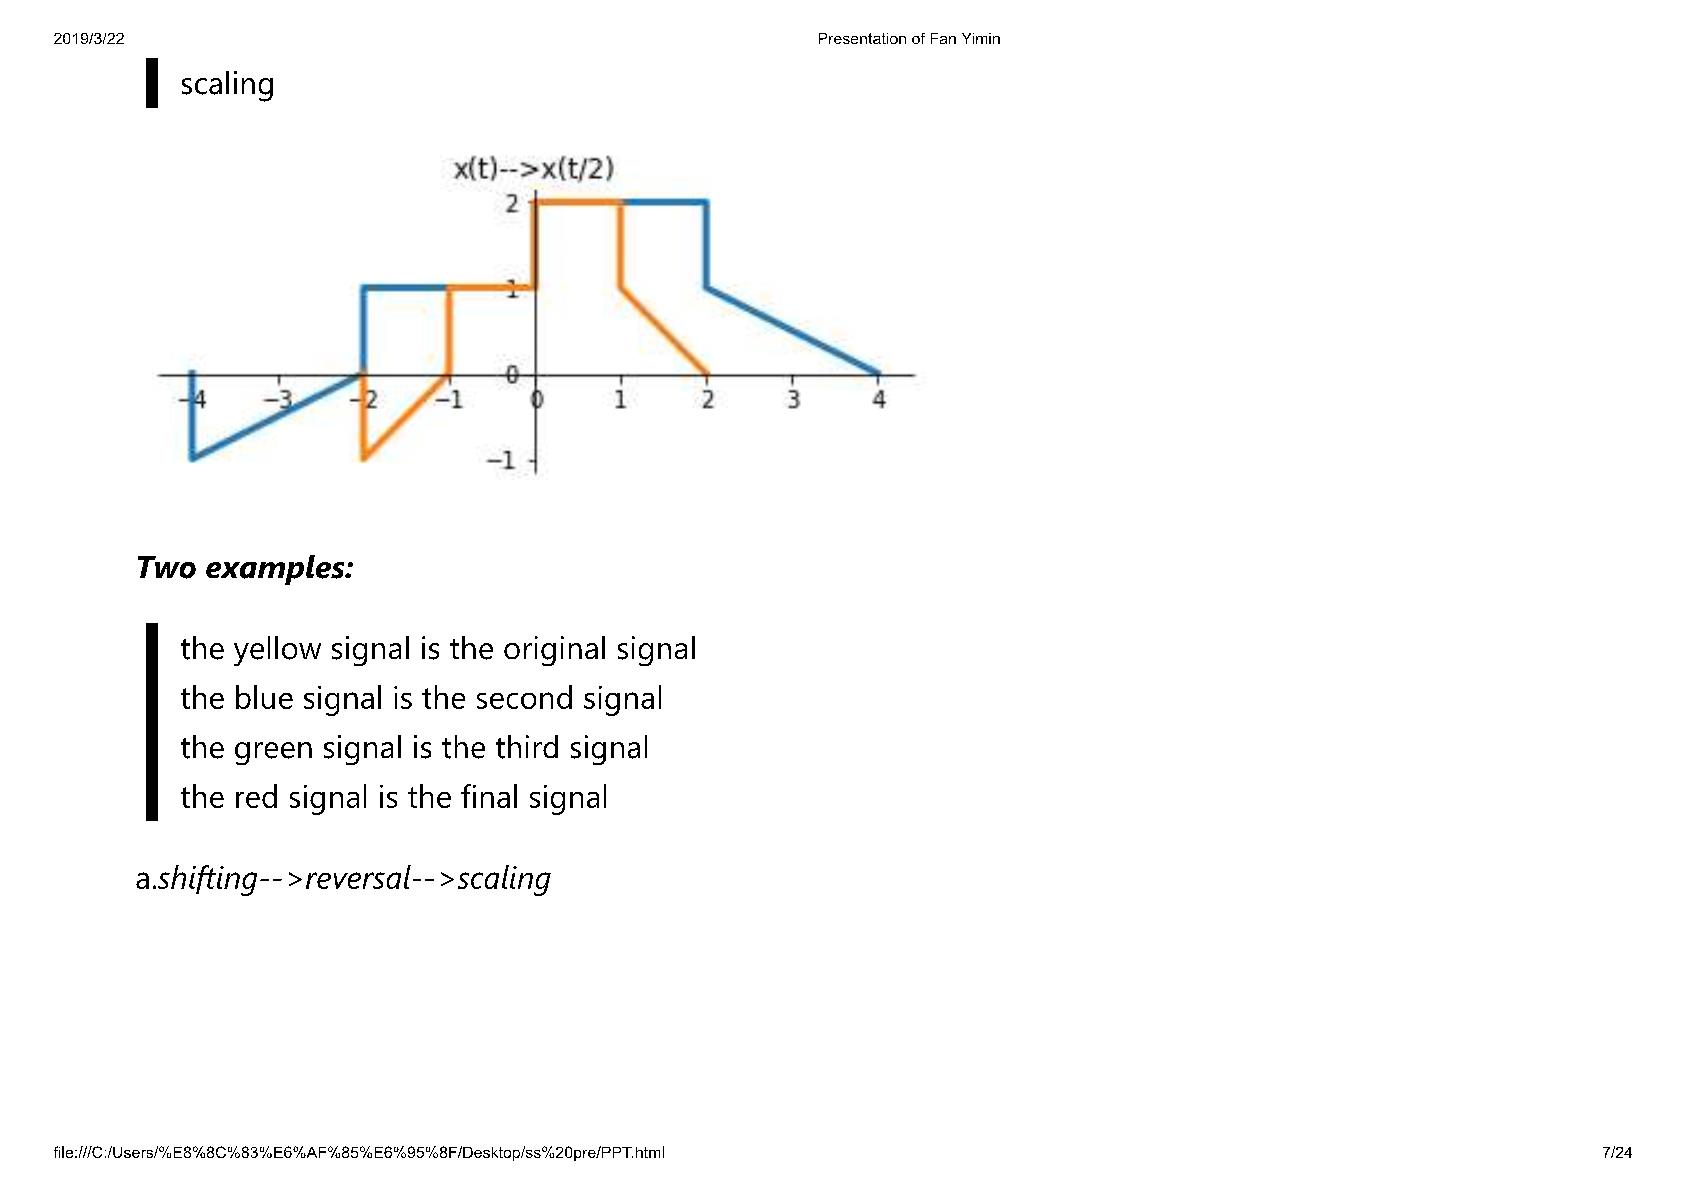 2019/3/22
Presentation of Fan Yimin
scaling
x(t)-->x(t/2)
2
1
0
−4 −3 −2 −1 0 1 2 3 4
−1
Two examples:
the yellow signal is the original signal
the blue signal is the second signal
the green signal is the third signal
the red signal is the final signal
a.shifting-->reversal-->scaling
file:///C:/Users/%E8%8C%83%E6%AF%85%E6%95%8F/Desktop/ss%20pre/PPT.html
7/24